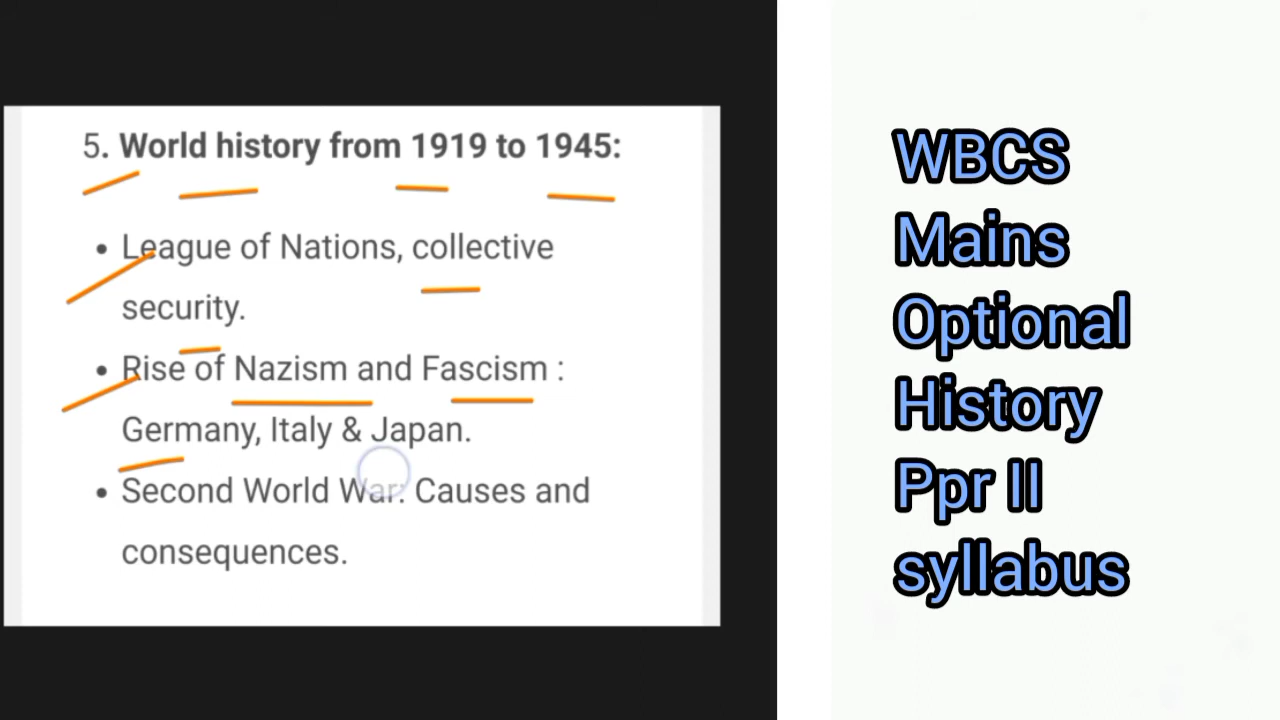 5. World history from 1919 to 1945:
• League of Nations, collective
security.
• Rise of Nazism and Fascism :
Germany, Italy & Japan.
• Second World War: Causes and
consequences.
WBCS
Mains
Optional
History
Ppr II
syllabus